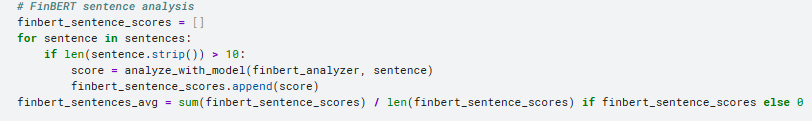 # FinBERT sentence analysis
finbert_sentence_scores = []
for sentence in sentences:
    if len(sentence.strip()) > 10:
        score = analyze_with_model(finbert_analyzer, sentence)
        finbert_sentence_scores.append(score)
finbert_sentences_avg = sum(finbert_sentence_scores) / len(finbert_sentence_scores) if finbert_sentence_scores else 0